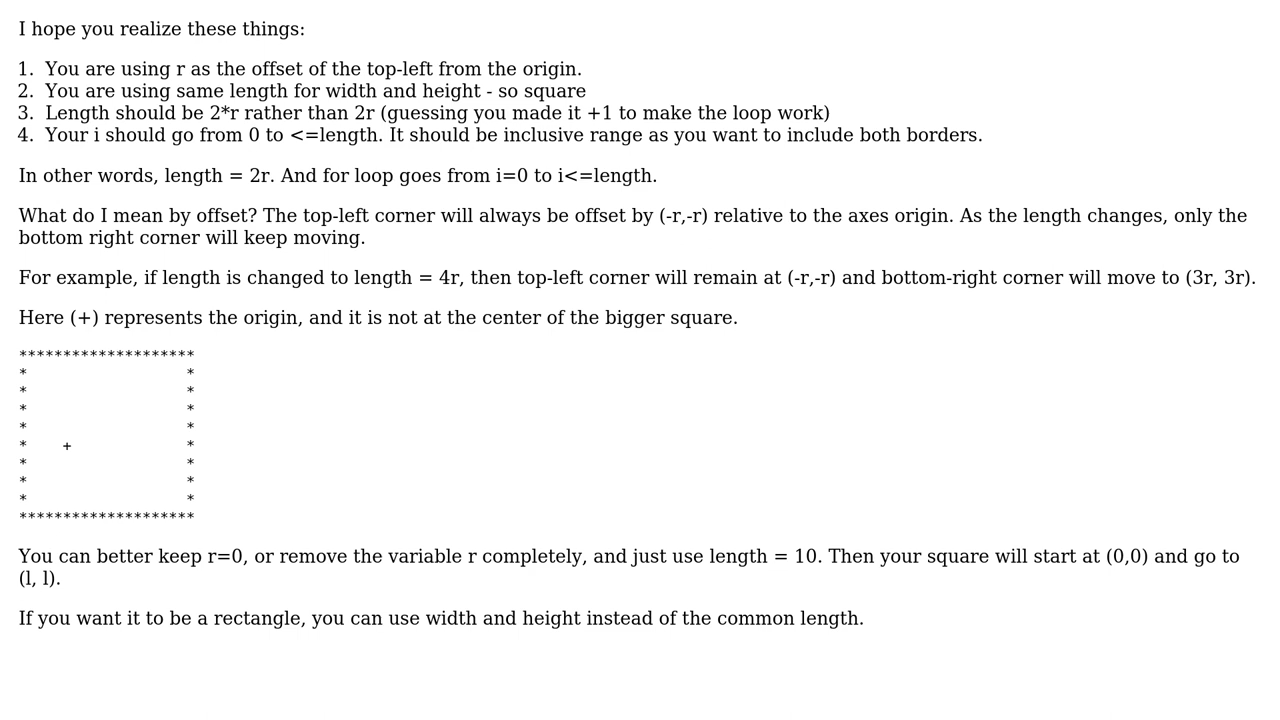 I hope you realize these things:
1. You are using r as the offset of the top-left from the origin.
2. You are using same length for width and height - so square
3. Length should be 2*r rather than 2r (guessing you made it +1 to make the loop work)
4. Your i should go from 0 to <=length. It should be inclusive range as you want to include both borders.
In other words, length = 2r. And for loop goes from i=0 to i<=length.
What do I mean by offset? The top-left corner will always be offset by (-r,-r) relative to the axes origin. As the length changes, only the
bottom right corner will keep moving.
For example, if length is changed to length = 4r, then top-left corner will remain at (-r,-r) and bottom-right corner will move to (3r, 3r).
Here (+) represents the origin, and it is not at the center of the bigger square.
********************
*                  *
*                  *
*                  *
*                  *
*    +             *
*                  *
*                  *
*                  *
********************
You can better keep r=0, or remove the variable r completely, and just use length = 10. Then your square will start at (0,0) and go to
(l, l).
If you want it to be a rectangle, you can use width and height instead of the common length.